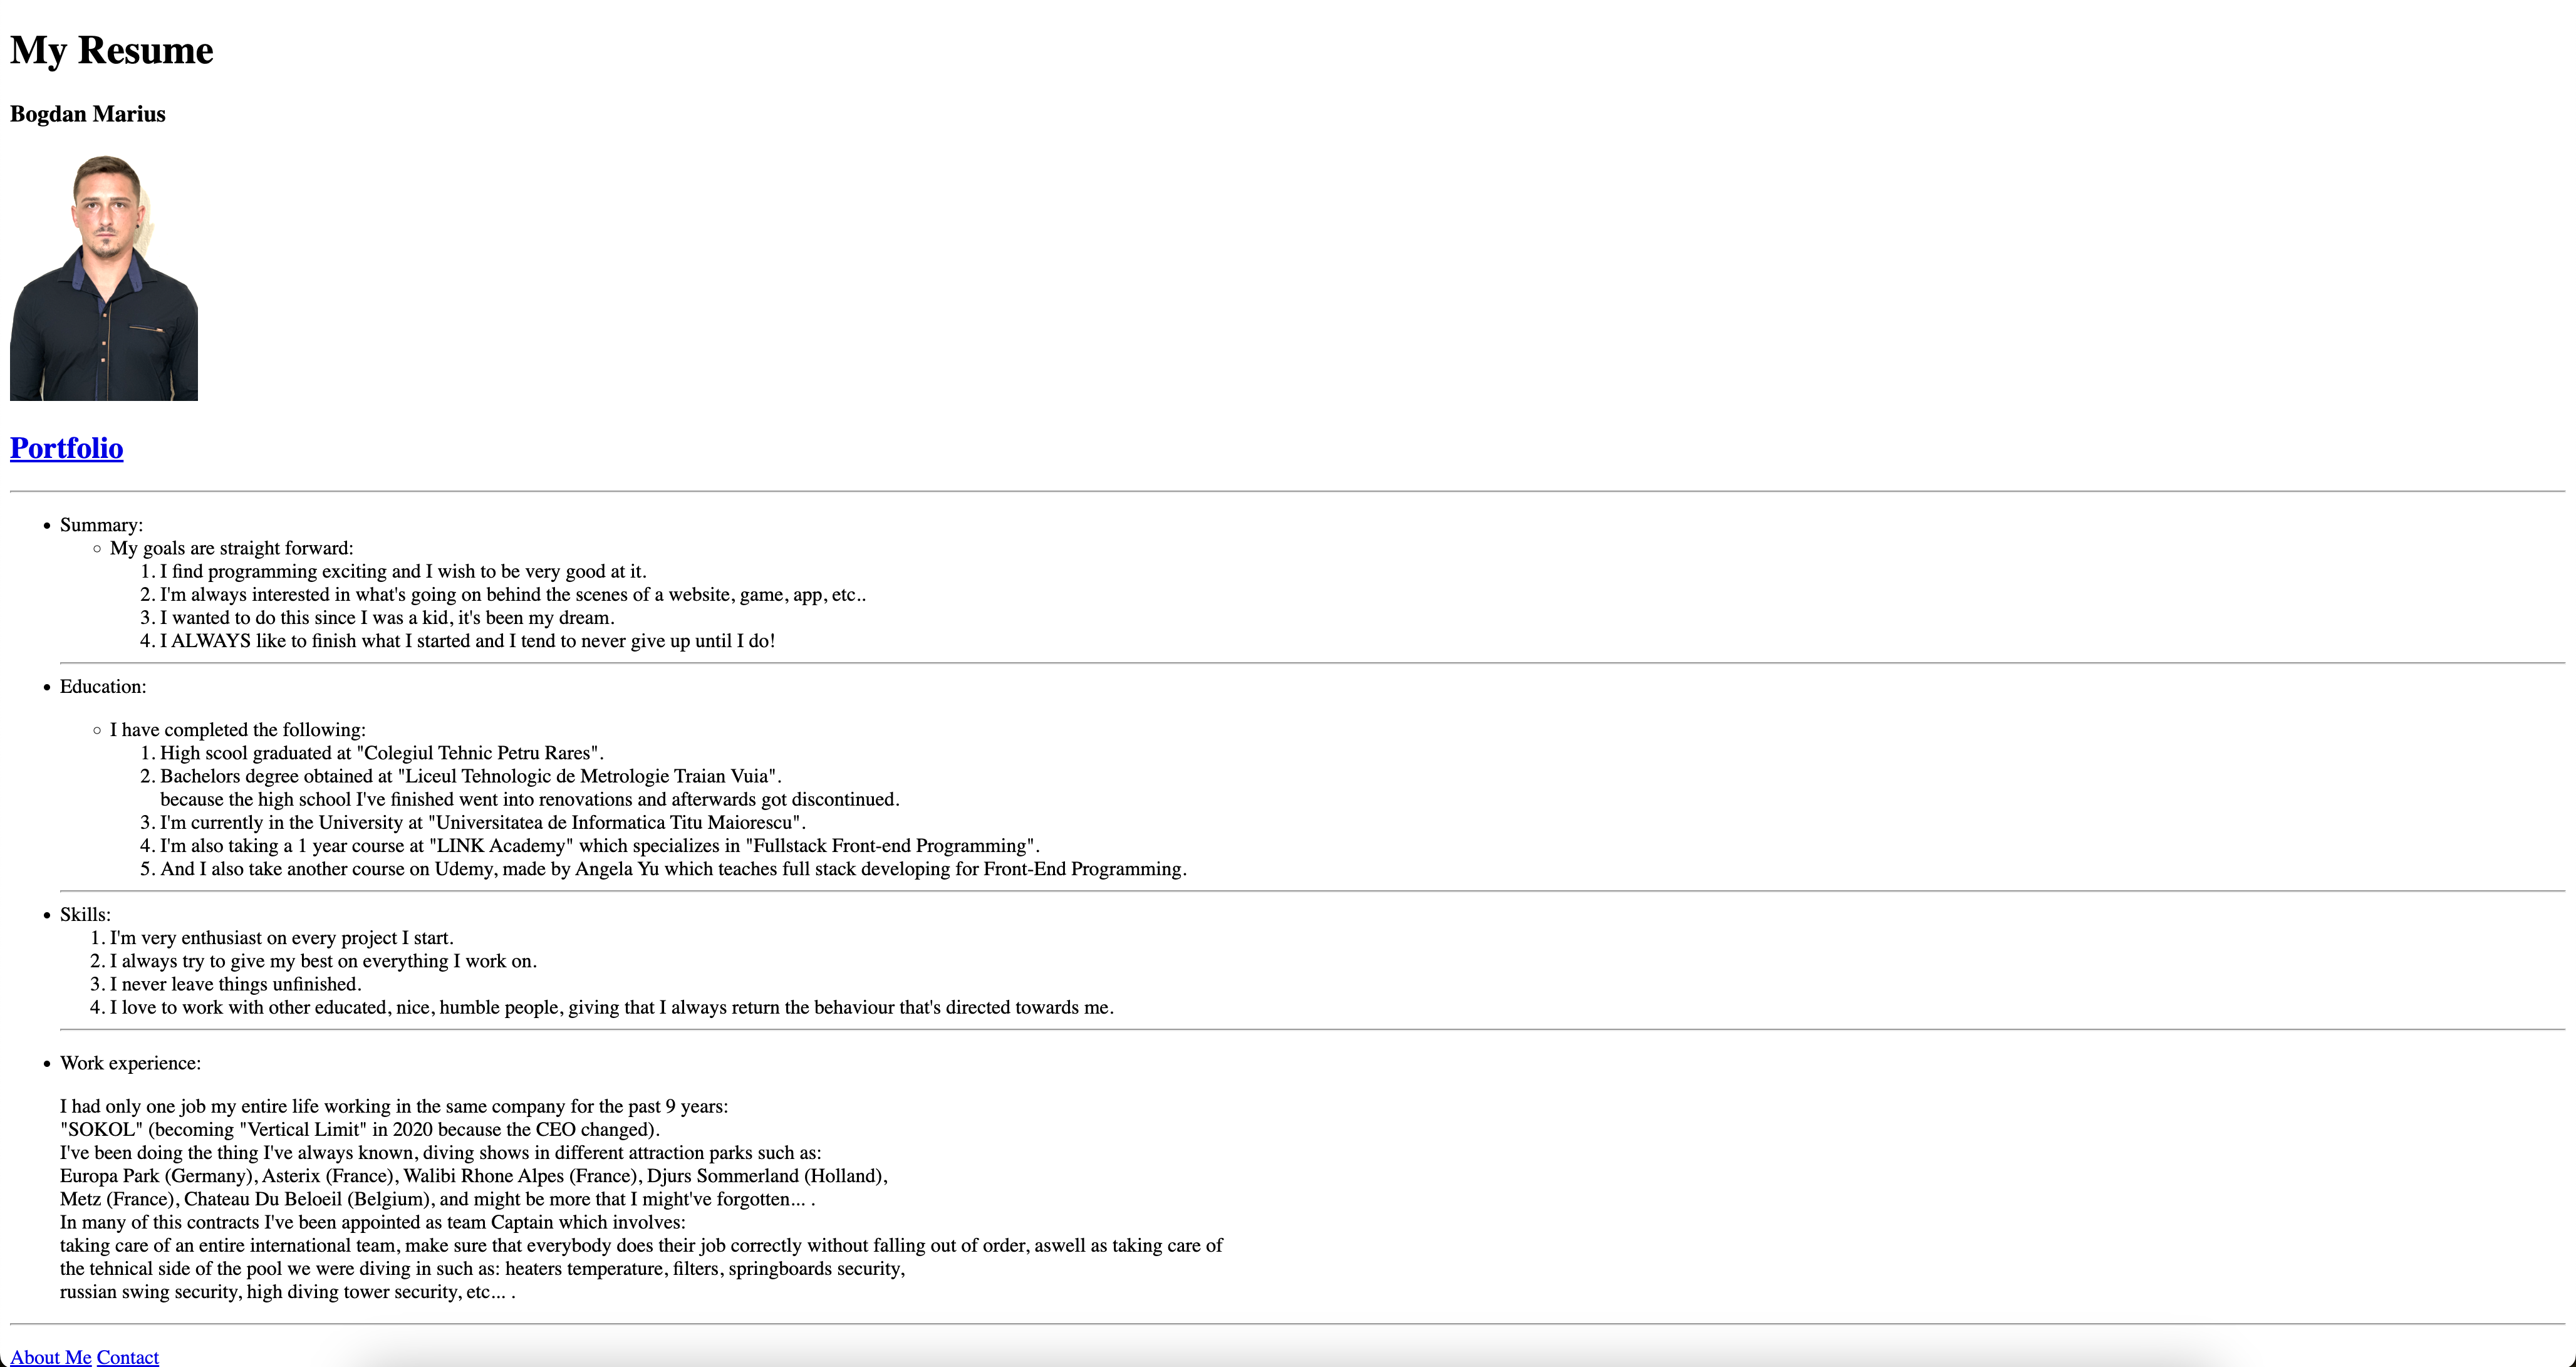 My Resume
Bogdan Marius
Portfolio
Summary:
My goals are straight forward:
1. I find programming exciting and I wish to be very good at it.
2. I'm always interested in what's going on behind the scenes of a website, game, app, etc..
3. I wanted to do this since I was a kid, it's been my dream.
4. I ALWAYS like to finish what I started and I tend to never give up until I do!
Education:
I have completed the following:
1. High scool graduated at "Colegiul Tehnic Petru Rares".
2. Bachelors degree obtained at "Liceul Tehnologic de Metrologie Traian Vuia".
because the high school I've finished went into renovations and afterwards got discontinued.
3. I'm currently in the University at "Universitatea de Informatica Titu Maiorescu".
4. I'm also taking a 1 year course at "LINK Academy" which specializes in "Fullstack Front-end Programming".
5. And I also take another course on Udemy, made by Angela Yu which teaches full stack developing for Front-End Programming.
Skills:
1. I'm very enthusiast on every project I start.
2. I always try to give my best on everything I work on.
3. I never leave things unfinished.
4. I love to work with other educated, nice, humble people, giving that I always return the behaviour that's directed towards me.
Work experience:
I had only one job my entire life working in the same company for the past 9 years:
"SOKOL" (becoming "Vertical Limit" in 2020 because the CEO changed).
I've been doing the thing I've always known, diving shows in different attraction parks such as:
Europa Park (Germany), Asterix (France), Walibi Rhone Alpes (France), Djurs Sommerland (Holland),
Metz (France), Chateau Du Beloeil (Belgium), and might be more that I might've forgotten... .
In many of this contracts I've been appointed as team Captain which involves:
taking care of an entire international team, make sure that everybody does their job correctly without falling out of order, aswell as taking care of
the tehnical side of the pool we were diving in such as: heaters temperature, filters, springboards security,
russian swing security, high diving tower security, etc... .
About Me Contact